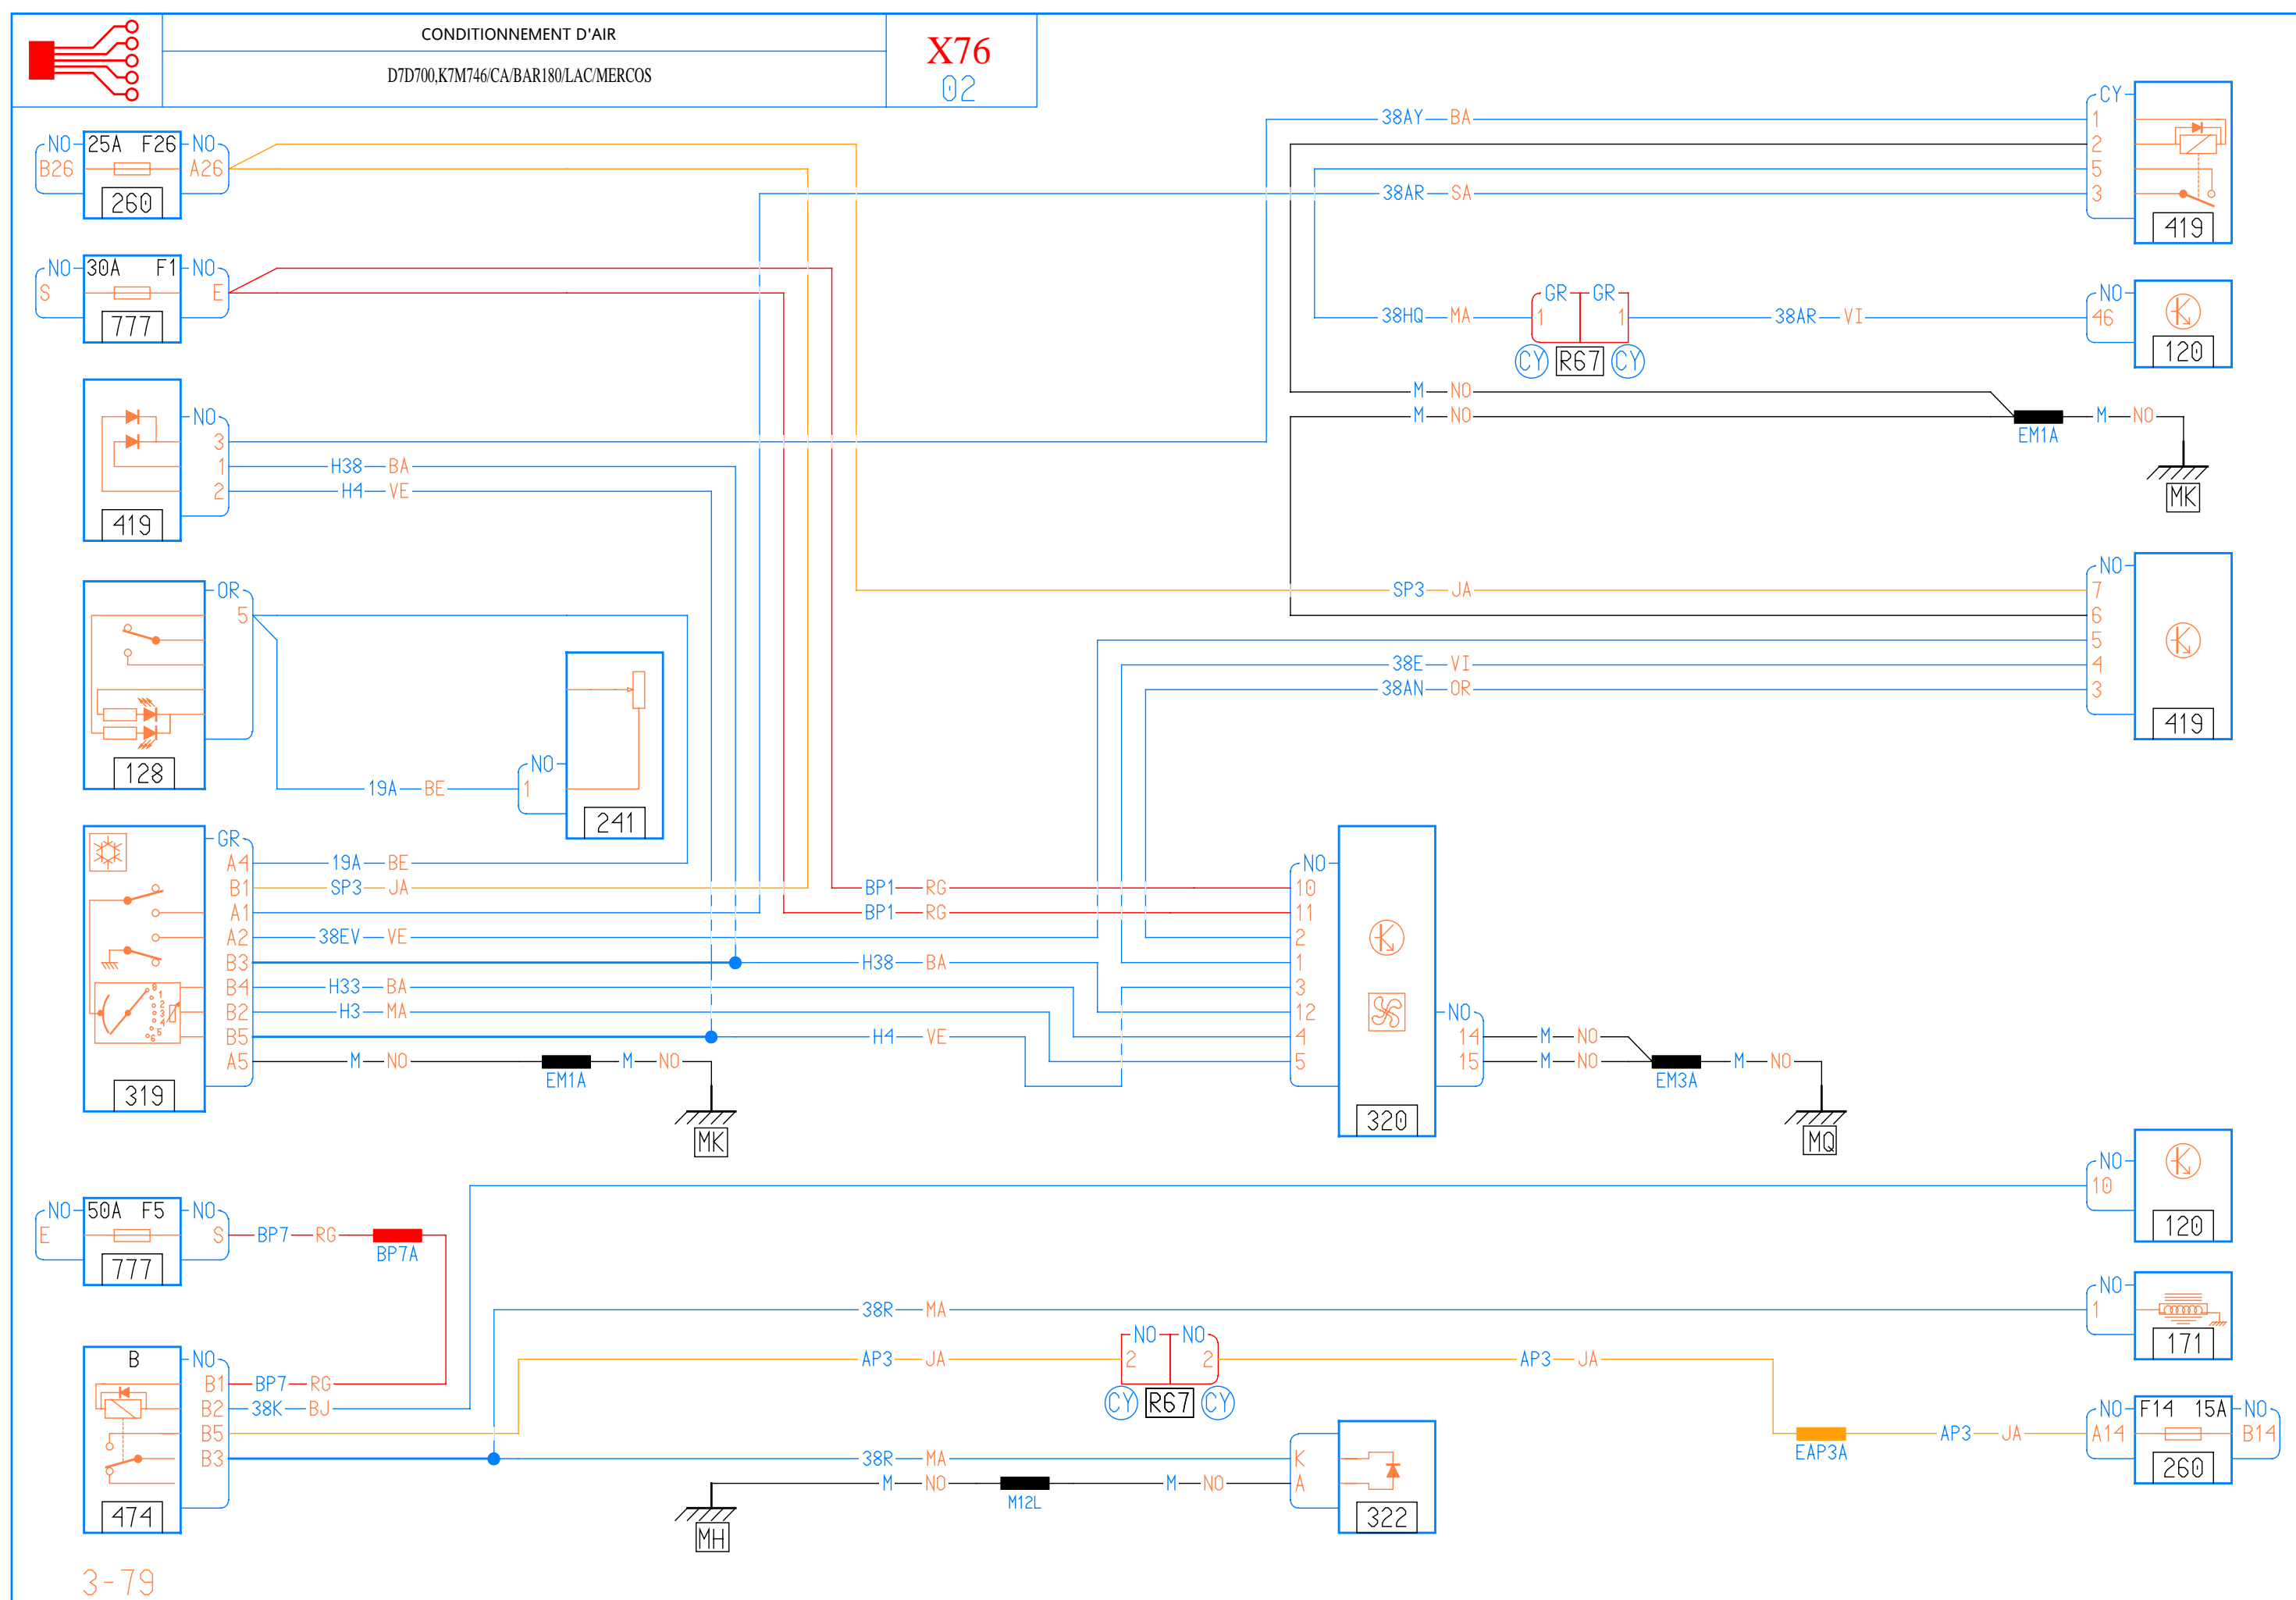 CONDITIONNEMENT D'AIR
D7D700,K7M746/CA/BAR180/LAC/MERCOS
X76
02
NO 25A F26 NO
B26 A26
260
NO 30A F1 NO
S E
777
NO
3
1 H38 BA
2 H4 VE
419
OR
5
128
19A BE
NO
1
241
GR
A4 19A BE
B1 SP3 JA
A1
A2 38EV VE
B3
B4 H33 BA
B2 H3 MA
B5
A5 M NO M NO
EM1A
MK
0
1
2
3
4
5
6
319
NO 50A F5 NO
E S BP7 RG
BP7A
777
B NO
B1 BP7 RG
B2 38K BJ
B5
B3
474
3-79
38AY BA
38AR SA
CY
1
2
5
3
419
38HQ MA
GR GR
1 1
CY R67 CY
38AR VI
NO
46
120
M NO
M NO
M NO
EM1A
MK
SP3 JA
38E VI
38AN OR
NO
7
6
5
4
3
419
BP1 RG
BP1 RG
H38 BA
H4 VE
NO
10
11
2
1
3
12
4
5
320
NO
14 M NO
15 M NO M NO
EM3A
MQ
NO
10
120
38R MA
NO
1
171
AP3 JA
NO NO
2 2
CY R67 CY
AP3 JA
EAP3A
AP3 JA
NO F14 15A NO
A14 B14
260
38R MA
K
A
M NO M NO
M12L
MH
322